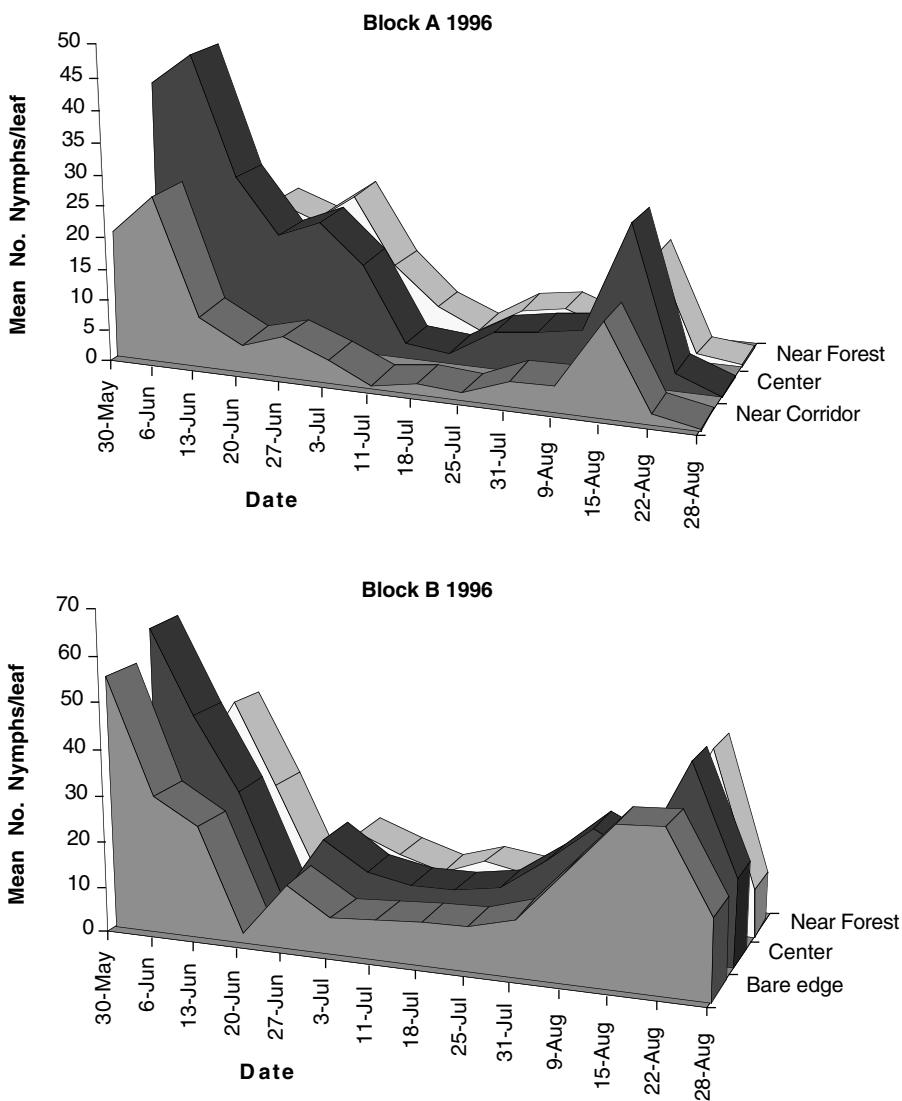 Block A 1996
Mean No. Nymphs/leaf
50
45
40
35
30
25
20
15
10
5
0
30-May
6-Jun
13-Jun
20-Jun
27-Jun
3-Jul
11-Jul
18-Jul
25-Jul
31-Jul
9-Aug
15-Aug
22-Aug
28-Aug
Near Forest
Center
Near Corridor
Date
Block B 1996
Mean No. Nymphs/leaf
70
60
50
40
30
20
10
0
30-May
6-Jun
13-Jun
20-Jun
27-Jun
3-Jul
11-Jul
18-Jul
25-Jul
31-Jul
9-Aug
15-Aug
22-Aug
28-Aug
Near Forest
Center
Bare edge
Date